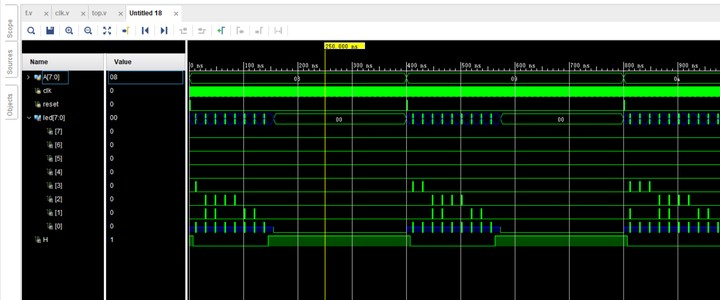 f.v × clk.v × top.v × Untitled 18 ×
Scope
Sources
Objects
250.000 ns
Name Value
0 ns 100 ns 200 ns 300 ns 400 ns 500 ns 600 ns 700 ns 800 ns 900 ns
A[7:0] 08
clk 0
reset 0
led[7:0] 00 00 00
[7] 0
[6] 0
[5] 0
[4] 0
[3] 0
[2] 0
[1] 0
[0] 0
H 1